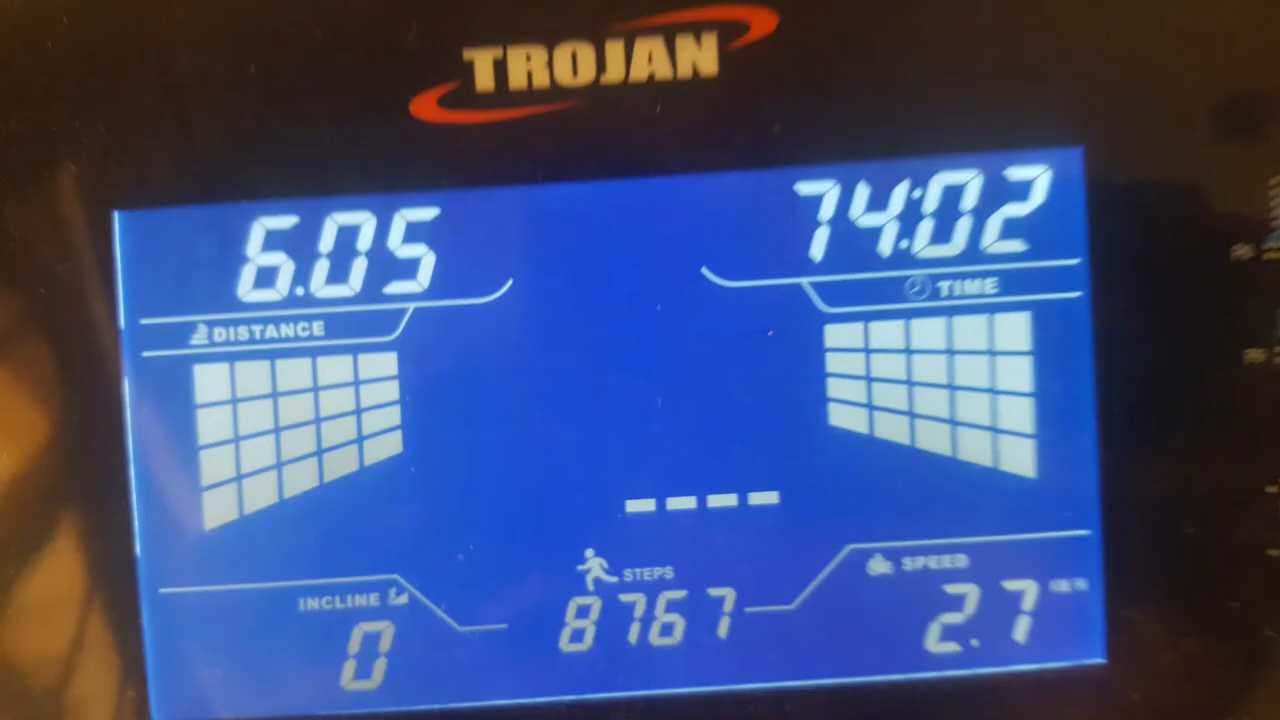 TROJAN
6.05
74:02
DISTANCE
TIME
INCLINE
STEPS
SPEED
0
8767
2.7